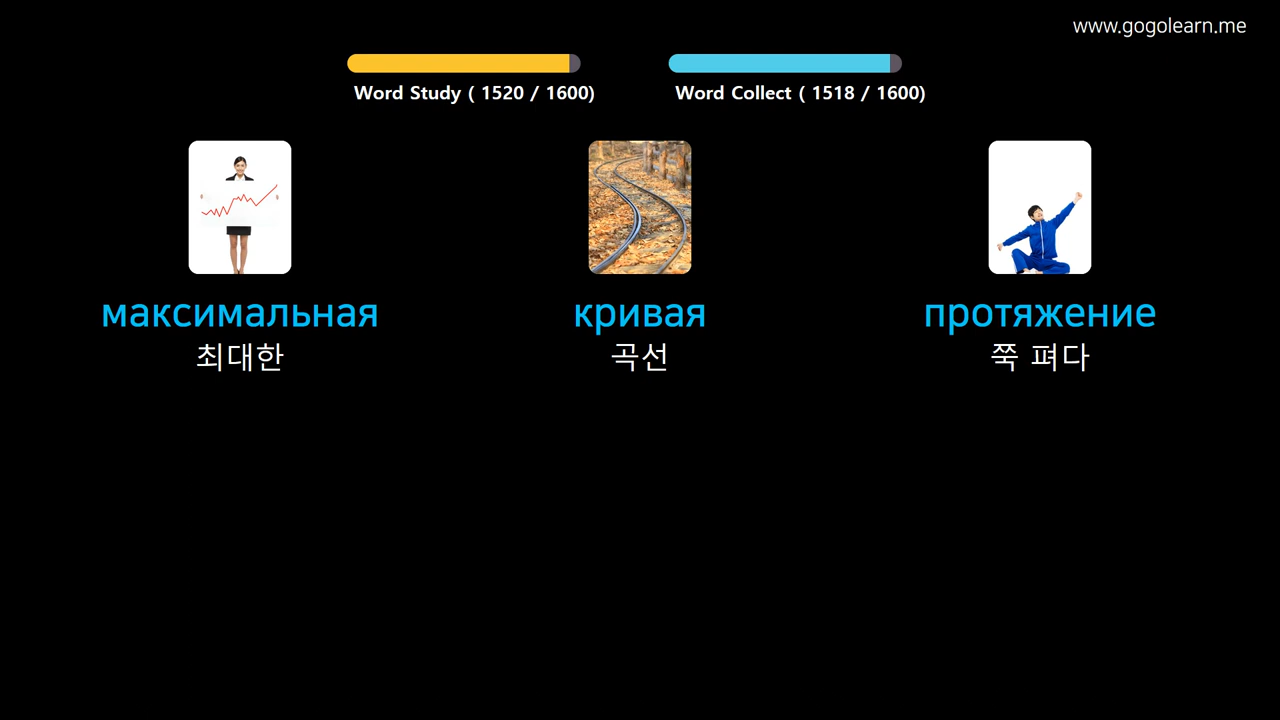 www.gogolearn.me
Word Study ( 1520 / 1600)
Word Collect ( 1518 / 1600)
максимальная
кривая
протяжение
최대한
곡선
쭉 펴다